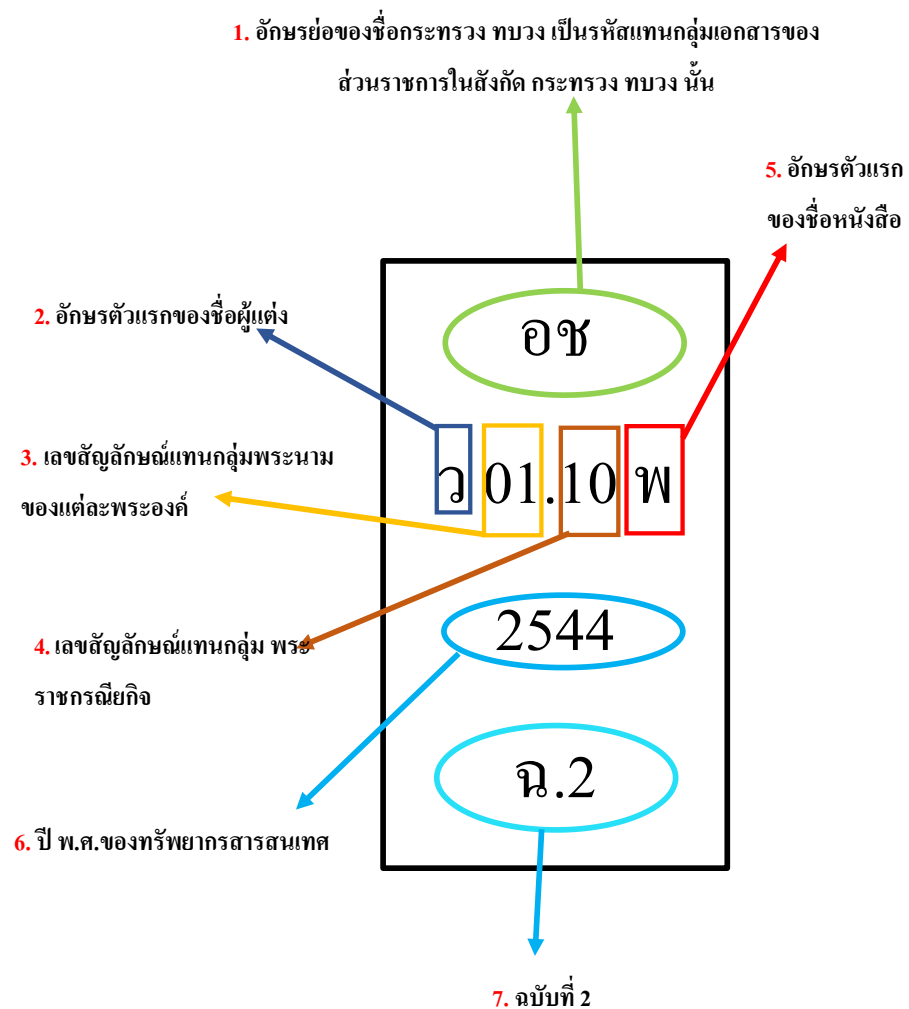 1. อักษรย่อของชื่อกระทรวง ทบวง เป็นรหัสแทนกลุ่มเอกสารของ
ส่วนราชการในสังกัด กระทรวง ทบวง นั้น
5. อักษรตัวแรก
ของชื่อหนังสือ
2. อักษรตัวแรกของชื่อผู้แต่ง
อช
3. เลขสัญลักษณ์แทนกลุ่มพระนาม
ของแต่ละพระองค์
ว 01.10 พ
4. เลขสัญลักษณ์แทนกลุ่ม พระ
ราชกรณียกิจ
2544
ฉ.2
6. ปี พ.ศ.ของทรัพยากรสารสนเทศ
7. ฉบับที่ 2